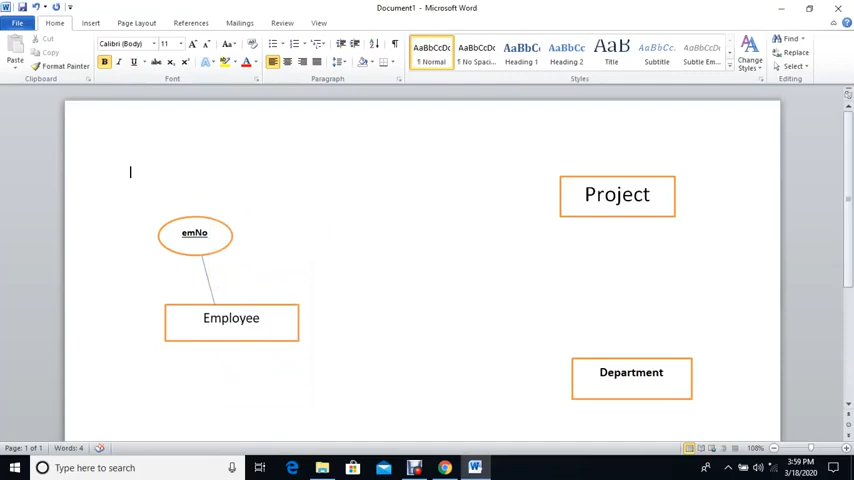 Document1 - Microsoft Word
File Home Insert Page Layout References Mailings Review View
Paste
Cut
Copy
Format Painter
Clipboard
Calibri (Body) 11
Font
Paragraph
AaBbCcDc AaBbCcDc AaBbC AaBbCc AaB AaBbCc. AaBbCcDc
¶ Normal ¶ No Spaci... Heading 1 Heading 2 Title Subtitle Subtle Em...
Styles
Change
Styles
Find
Replace
Select
Editing
Project
emNo
Employee
Department
Page: 1 of 1 Words: 4 108%
Type here to search
3:59 PM
3/18/2020